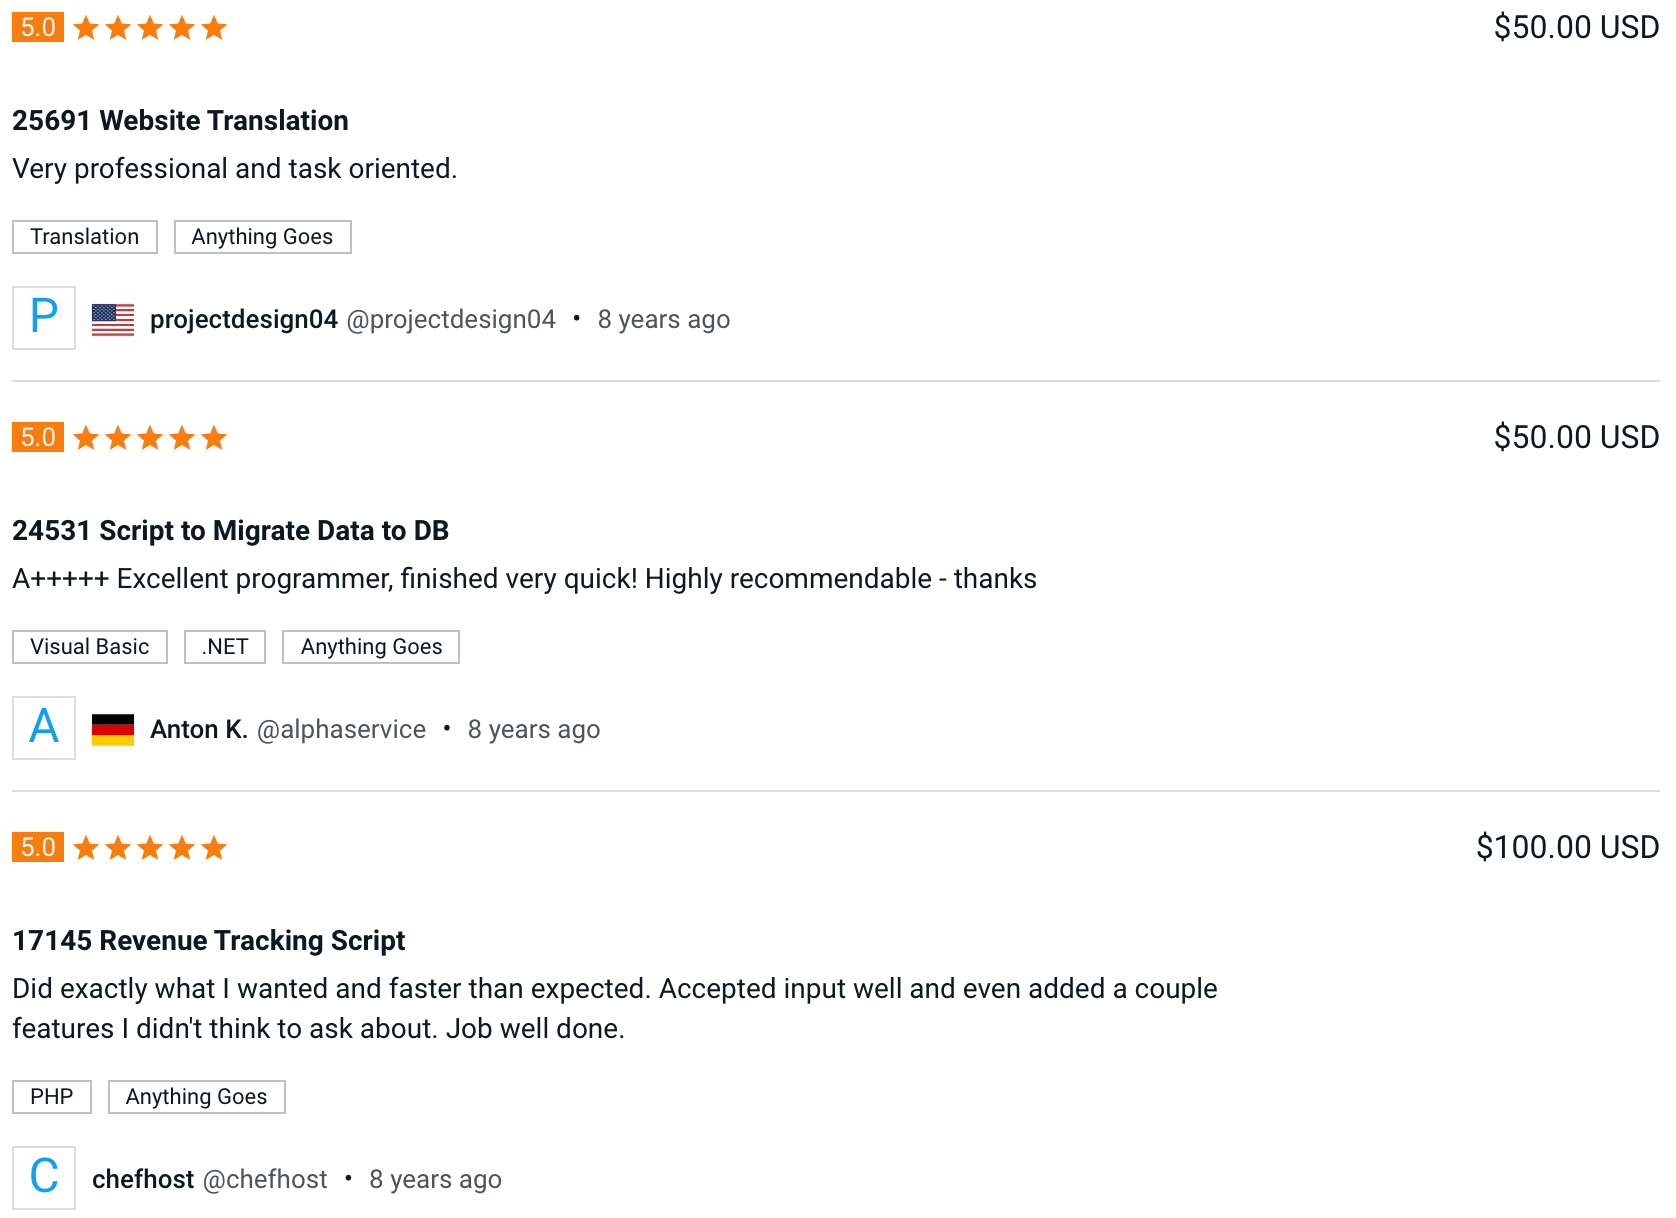 5.0 $50.00 USD
25691 Website Translation
Very professional and task oriented.
Translation Anything Goes
P projectdesign04 @projectdesign04 • 8 years ago
5.0 $50.00 USD
24531 Script to Migrate Data to DB
A+++++ Excellent programmer, finished very quick! Highly recommendable - thanks
Visual Basic .NET Anything Goes
A Anton K. @alphaservice • 8 years ago
5.0 $100.00 USD
17145 Revenue Tracking Script
Did exactly what I wanted and faster than expected. Accepted input well and even added a couple
features I didn't think to ask about. Job well done.
PHP Anything Goes
C chefhost @chefhost • 8 years ago